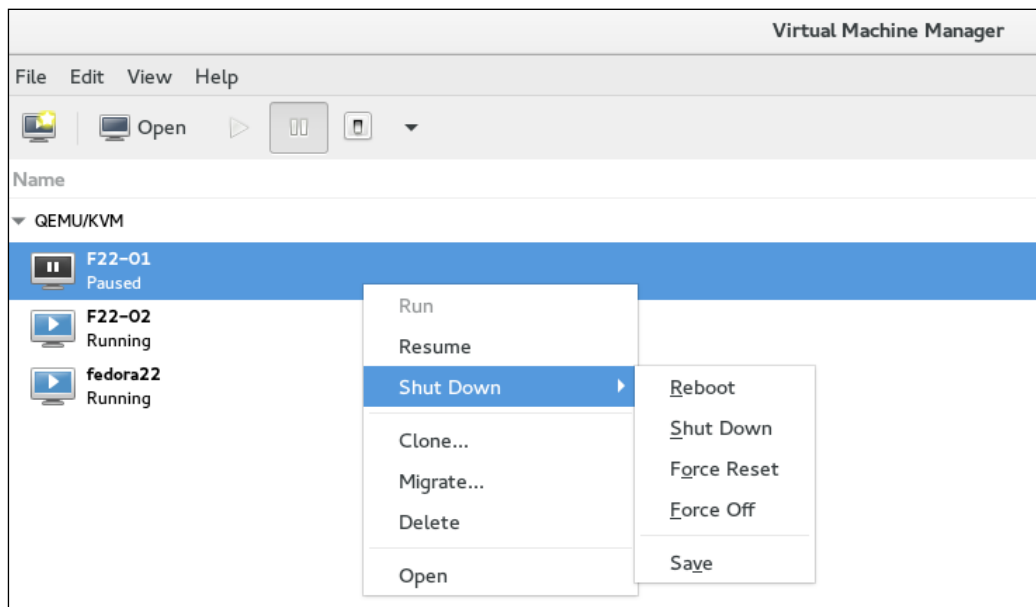 Virtual Machine Manager
File Edit View Help
Open
Name
QEMU/KVM
F22-01
Paused
F22-02
Running
fedora22
Running
Run
Resume
Shut Down
Clone...
Migrate...
Delete
Open
Reboot
Shut Down
Force Reset
Force Off
Save